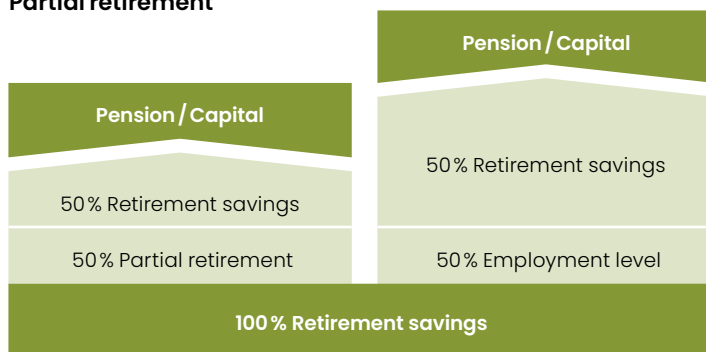 Partial retirement
Pension / Capital
50 % Retirement savings
50 % Partial retirement
Pension / Capital
50 % Retirement savings
50 % Employment level
100 % Retirement savings